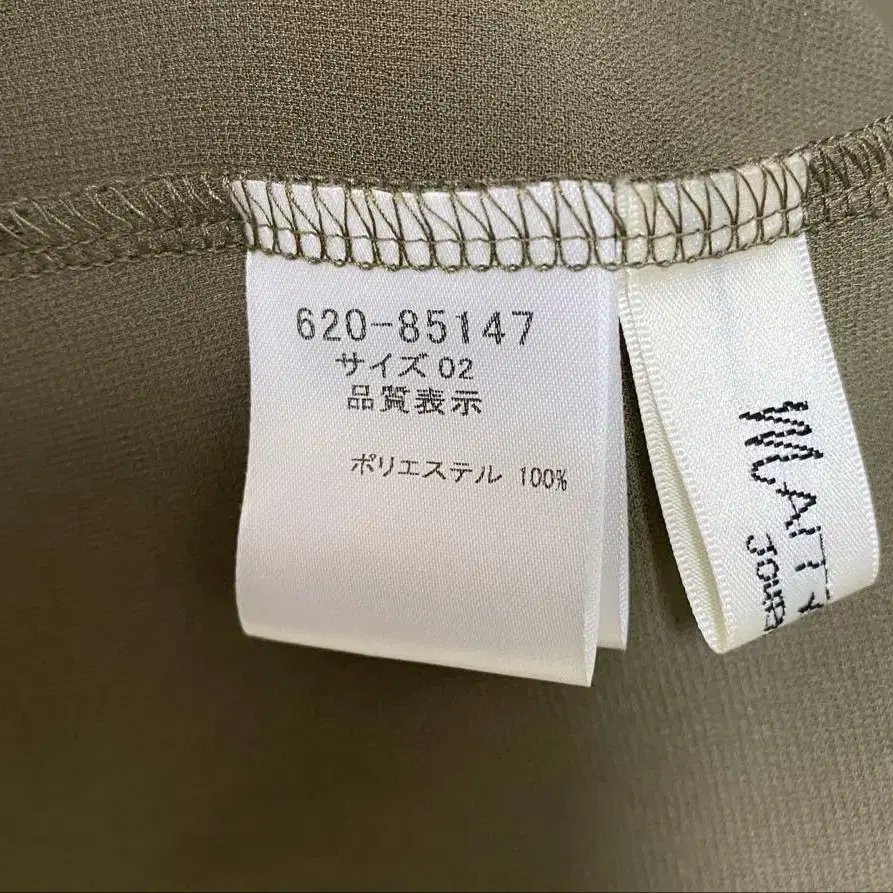 620-85147
サイズ 02
品質表示
ポリエステル 100%